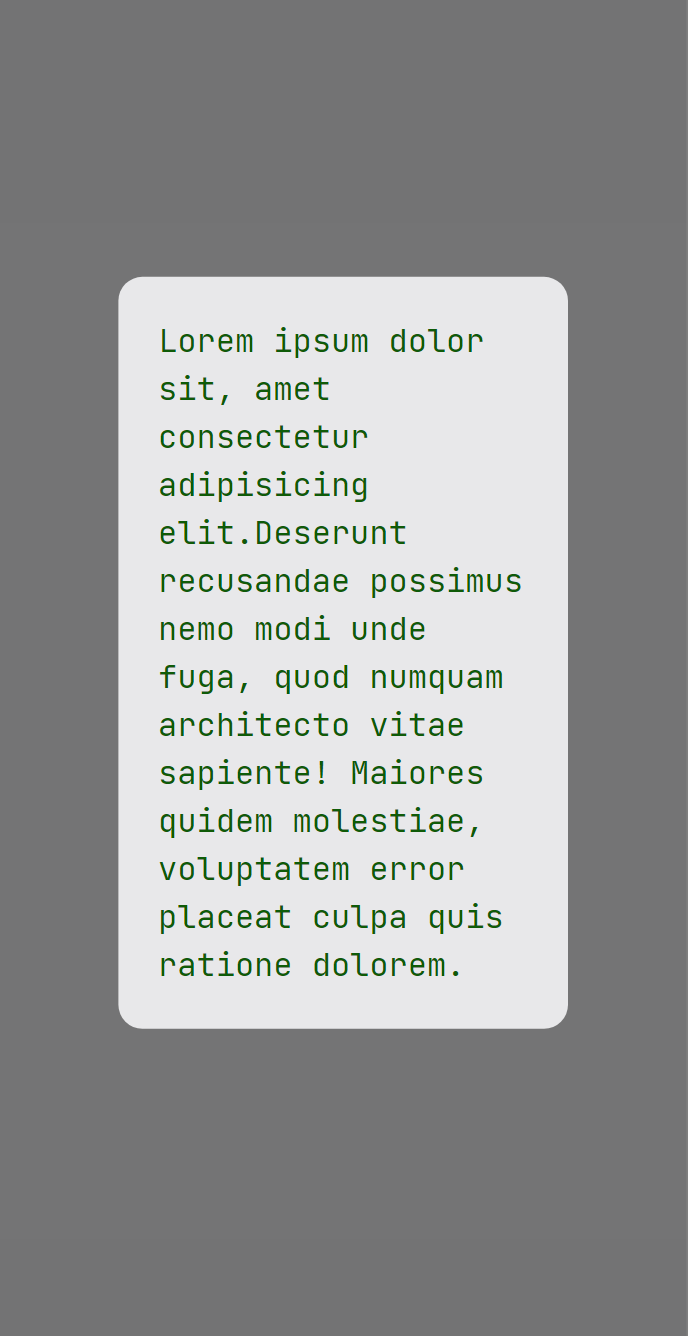 Lorem ipsum dolor
sit, amet
consectetur
adipisicing
elit.Deserunt
recusandae possimus
nemo modi unde
fuga, quod numquam
architecto vitae
sapiente! Maiores
quidem molestiae,
voluptatem error
placeat culpa quis
ratione dolorem.